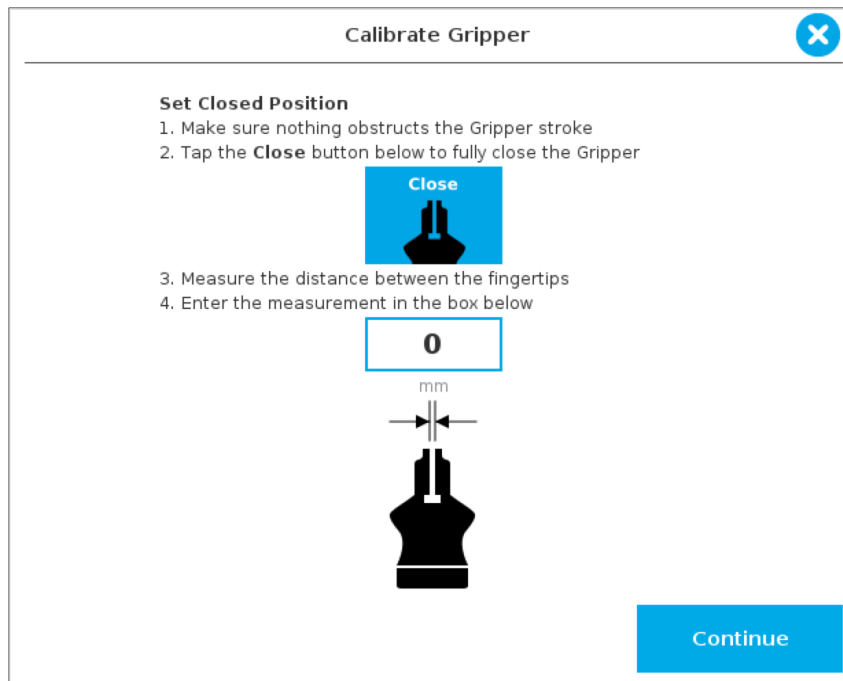 Calibrate Gripper
Set Closed Position
1. Make sure nothing obstructs the Gripper stroke
2. Tap the Close button below to fully close the Gripper
Close
3. Measure the distance between the fingertips
4. Enter the measurement in the box below
0
mm
Continue